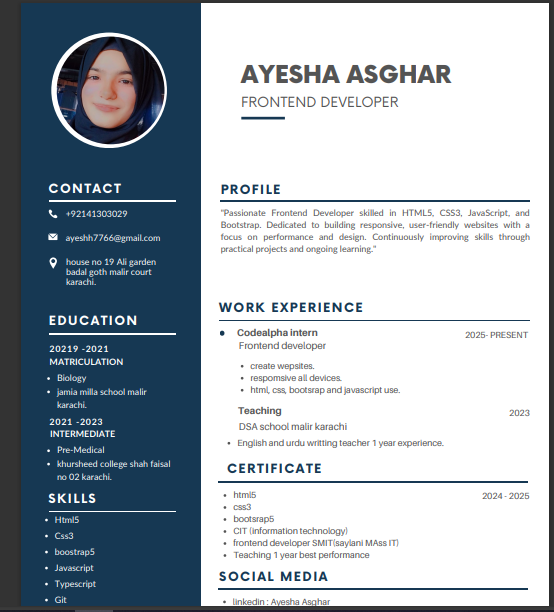 AYESHA ASGHAR
FRONTEND DEVELOPER
CONTACT
+92141303029
ayeshh7766@gmail.com
house no 19 Ali garden
badal goth malir court
karachi.
EDUCATION
20219 -2021
MATRICULATION
• Biology
• jamia milla school malir
karachi.
2021 -2023
INTERMEDIATE
• Pre-Medical
• khursheed college shah faisal
no 02 karachi.
SKILLS
• Html5
• Css3
• boostrap5
• Javascript
• Typescript
• Git
PROFILE
"Passionate Frontend Developer skilled in HTML5, CSS3, JavaScript, and
Bootstrap. Dedicated to building responsive, user-friendly websites with a
focus on performance and design. Continuously improving skills through
practical projects and ongoing learning."
WORK EXPERIENCE
• Codealpha intern
2025- PRESENT
Frontend developer
• create wepsites.
• responmsive all devices.
• html, css, bootsrap and javascript use.
Teaching
2023
DSA school malir karachi
• English and urdu writting teacher 1 year experience.
CERTIFICATE
• html5
2024 - 2025
• css3
• bootsrap5
• CIT (information technology)
• frontend developer SMIT(saylani MAss IT)
• Teaching 1 year best performance
SOCIAL MEDIA
• linkedin : Ayesha Asghar